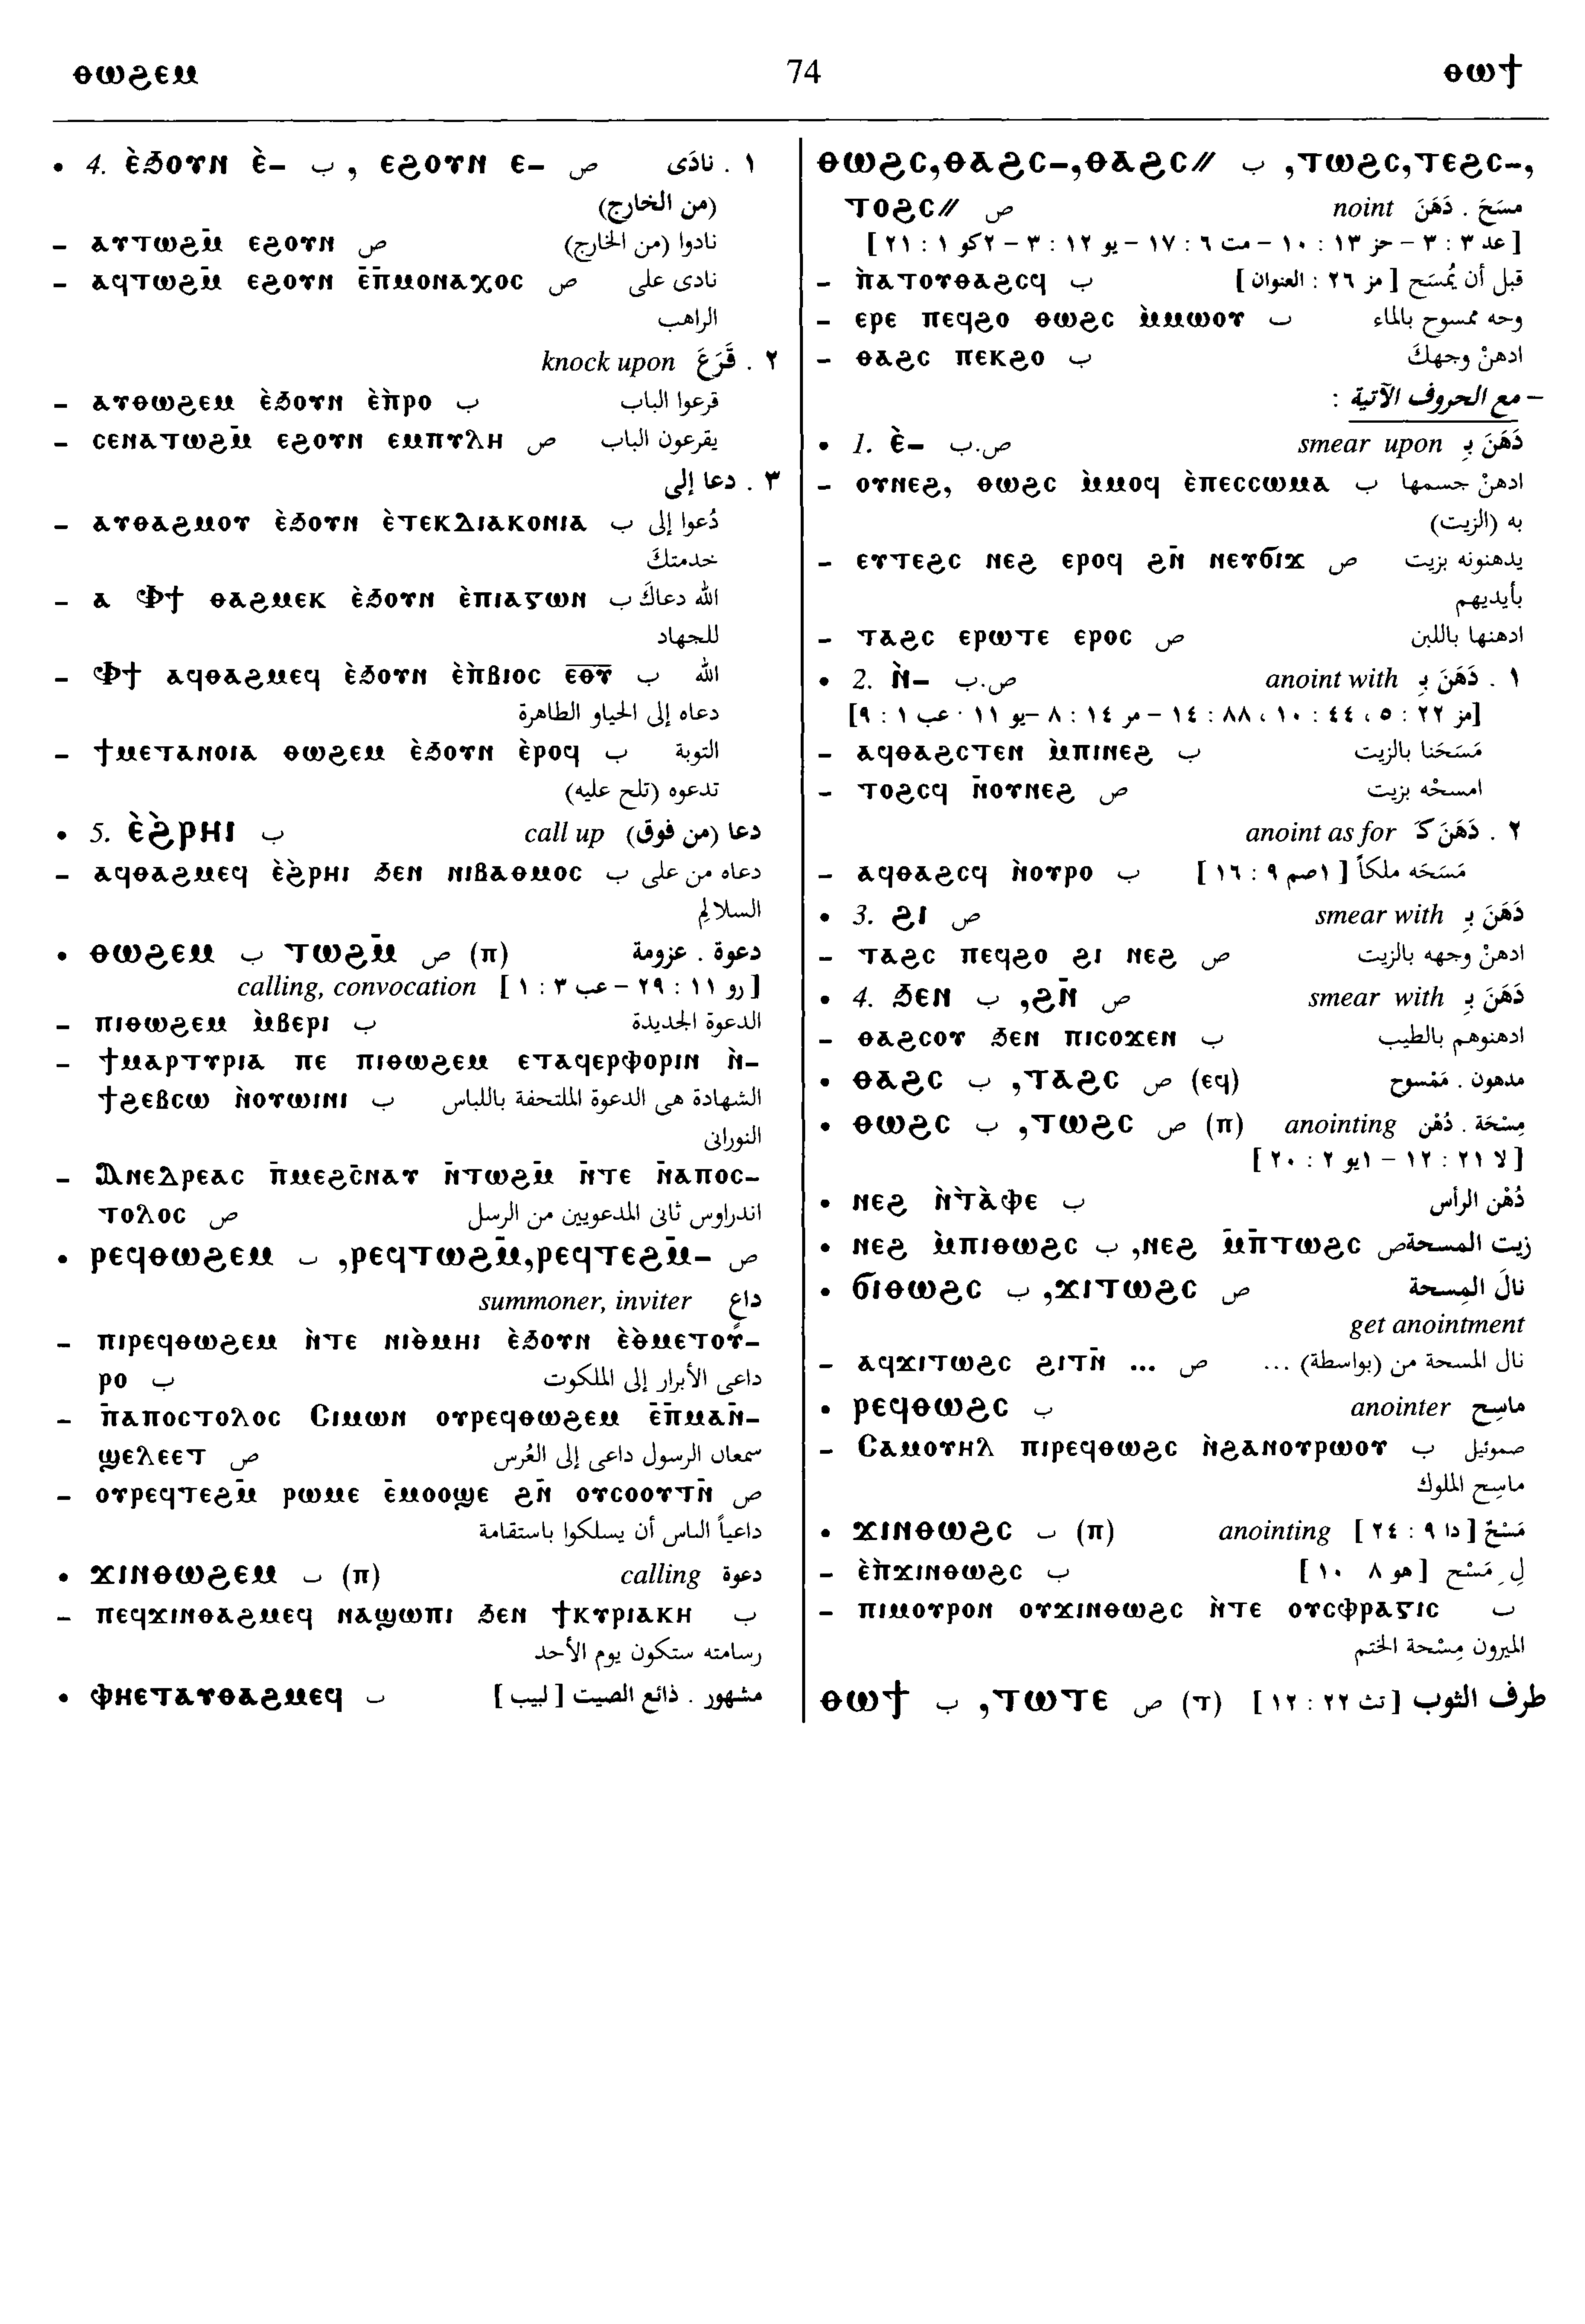 ⲑⲱϩⲉⲙ 74 ⲑⲱϯ
• 4. ⲉ̀ϧⲟⲩⲛ ⲉ̀– ب , ⲉϩⲟⲩⲛ ⲉ– ص ١ . نادَى
(من الخارج)
– ⲁⲩⲧⲱϩⲙ̄ ⲉϩⲟⲩⲛ ص نادوا (من الخارج)
– ⲁϥⲧⲱϩⲙ̄ ⲉϩⲟⲩⲛ ⲉⲡ̄ⲙⲟⲛⲁⲭⲟⲥ ص نادى على
الراهب
knock upon ٢ . قَرَعَ
– ⲁⲩⲑⲱϩⲉⲙ ⲉ̀ϧⲟⲩⲛ ⲉ̀ⲡ̀ⲣⲟ ب قرعوا الباب
– ⲥⲉⲛⲁⲧⲱϩⲙ̄ ⲉϩⲟⲩⲛ ⲉⲙⲡⲩⲗⲏ ص يقرعون الباب
٣ . دعا إلى
– ⲁⲩⲑⲁϩⲙⲟⲩ ⲉ̀ϧⲟⲩⲛ ⲉ̀ⲧⲉⲕⲇⲓⲁⲕⲟⲛⲓⲁ ب دُعوا إلى
خدمتكَ
– ⲁ Ⲫϯ ⲑⲁϩⲙⲉⲕ ⲉ̀ϧⲟⲩⲛ ⲉ̀ⲡⲓⲁⲅⲱⲛ ب الله دعاكَ
للجهاد
– Ⲫϯ ⲁϥⲑⲁϩⲙⲉϥ ⲉ̀ϧⲟⲩⲛ ⲉ̀ⲡ̀ⲃⲓⲟⲥ ⲉ̅ⲑ̅ⲩ̅ ب الله
دعاه إلى الحياو الطاهرة
– ϯⲙⲉⲧⲁⲛⲟⲓⲁ ⲑⲱϩⲉⲙ ⲉ̀ϧⲟⲩⲛ ⲉ̀ⲣⲟϥ ب التوبة
تدعوه (تلح عليه)
• 5. ⲉ̀ϩ̀ⲣⲏⲓ ب call up دعا (من فوق)
– ⲁϥⲑⲁϩⲙⲉϥ ⲉ̀ϩ̀ⲣⲏⲓ ϧⲉⲛ ⲛⲓⲃⲁⲑⲙⲟⲥ ب دعاه من على
السلالِم
• ⲑⲱϩⲉⲙ ب ⲧⲱϩⲙ̄ ص (ⲡ) دعوة . عزومة
calling, convocation [رو ١١ : ٢٩ – عب ٣ : ١]
– ⲡⲓⲑⲱϩⲉⲙ ⲙ̀ⲃⲉⲣⲓ ب الدعوة الجديدة
– ϯⲙⲁⲣⲧⲩⲣⲓⲁ ⲡⲉ ⲡⲓⲑⲱϩⲉⲙ ⲉⲧⲁϥⲉⲣⲫⲟⲣⲓⲛ ⲛ̀–
ϯϩⲉⲃⲥⲱ ⲛ̀ⲟⲩⲱⲓⲛⲓ ب الشهادة هى الدعوة الملتحفة باللباس
النورانى
– Ⲁⲛⲉⲇⲣⲉⲁⲥ ⲡ̄ⲙⲉϩⲥ̄ⲛⲁⲩ ⲛ̄ⲧⲱϩⲙ̄ ⲛ̄ⲧⲉ ⲛ̄ⲁⲡⲟⲥ–
ⲧⲟⲗⲟⲥ ص اندراوس ثانى المدعويين من الرسل
• ⲣⲉϥⲑⲱϩⲉⲙ ب ,ⲣⲉϥⲧⲱϩⲙ̄,ⲣⲉϥⲧⲉϩⲙ̄– ص
summoner, inviter داعٍ
– ⲡⲓⲣⲉϥⲑⲱϩⲉⲙ ⲛ̀ⲧⲉ ⲛⲓⲑ̀ⲙⲏⲓ ⲉ̀ϧⲟⲩⲛ ⲉ̀ⲑ̀ⲙⲉⲧⲟⲩ̀–
ⲣⲟ ب داعى الأبرار إلى الملكوت
– ⲡ̄ⲁⲡⲟⲥⲧⲟⲗⲟⲥ Ⲥⲓⲙⲱⲛ ⲟⲩⲣⲉϥⲑⲱϩⲉⲙ ⲉ̄ⲡⲙⲁⲛ̄–
ϣⲉⲗⲉⲉⲧ ص سمعان الرسول داعى إلى العُرس
– ⲟⲩⲣⲉϥⲧⲉϩⲙ̄ ⲣⲱⲙⲉ ⲉ̄ⲙⲟⲟϣⲉ ϩⲛ̄ ⲟⲩⲥⲟⲟⲩⲧⲛ̄ ص
داعياً الناس أن يسلكوا باستقامة
• ϫⲓⲛⲑⲱϩⲉⲙ ب (ⲡ) calling دعوة
– ⲡⲉϥϫⲓⲛⲑⲁϩⲙⲉϥ ⲛⲁϣⲱⲡⲓ ϧⲉⲛ ϯⲕⲩⲣⲓⲁⲕⲏ ب
رسامته ستكون يوم الأحد
• ⲫⲏⲉⲧⲁⲩⲑⲁϩⲙⲉϥ ب مشهور . ذائع الصيت [لبيب]
ⲑⲱϩⲥ,ⲑⲁϩⲥ–,ⲑⲁϩⲥ// ب ,ⲧⲱϩⲥ,ⲧⲉϩⲥ–,
ⲧⲟϩⲥ// ص noint مسَحَ . دَهَنَ
[عد ٣ : ٣ – حز ١٣ : ١٠ – مت ٦ : ١٧ – يو ١٢ : ٣ – ٢كو ١ : ٢١]
– ⲡ̀ⲁⲧⲟⲩⲑⲁϩⲥϥ ب قبل أن يُمسَح [مز ٢٦ : العنوان]
– ⲉⲣⲉ ⲡⲉϥϩⲟ ⲑⲱϩⲥ ⲙ̀ⲙⲱⲟⲩ ب وجه ممسوح بالماء
– ⲑⲁϩⲥ ⲡⲉⲕϩⲟ ب ادهنْ وجهكَ
– مع الحروف الآتية :
• 1. ⲉ̀– ص.ب smear upon دَهَنَ بِـ
– ⲟⲩⲛⲉϩ, ⲑⲱϩⲥ ⲙ̀ⲙⲟϥ ⲉ̀ⲡⲉⲥⲥⲱⲙⲁ ب ادهنْ جسمها
به (الزيت)
– ⲉⲩⲧⲉϩⲥ ⲛⲉϩ ⲉⲣⲟϥ ϩⲛ̄ ⲛⲉⲩϭⲓϫ ص يدهنونه بزيت
بأيديهم
– ⲧⲁϩⲥ ⲉⲣⲱⲧⲉ ⲉⲣⲟⲥ ص ادهنها باللبن
• 2. ⲛ̀– ص.ب anoint with ١ . دَهَنَ بِـ
[مز ٢٢ : ٥ ، ٤٤ : ١٠ ، ٨٨ : ١٤ – مر ١٤ : ٨ –يو ١١ ٠ عب ١ : ٩]
– ⲁϥⲑⲁϩⲥⲧⲉⲛ ⲙ̀ⲡⲓⲛⲉϩ ب مَسَحَنا بالزيت
– ⲧⲟϩⲥϥ ⲛ̄ⲟⲩⲛⲉϩ ص امسحْه بزيت
anoint as for ٢ . دَهَنَ كَـ
– ⲁϥⲑⲁϩⲥϥ ⲛ̀ⲟⲩⲣⲟ ب مَسَحَه ملكاً [١صم ٩ : ١٦]
• 3. ϩⲓ ص smear with دَهَنَ بِـ
– ⲧⲁϩⲥ ⲡⲉϥϩⲟ ϩⲓ ⲛⲉϩ ص ادهنْ وجهه بالزيت
• 4. ϧⲉⲛ ب ,ϩⲛ̄ ص smear with دَهَنَ بِـ
– ⲑⲁϩⲥⲟⲩ ϧⲉⲛ ⲡⲓⲥⲟϫⲉⲛ ب ادهنوهم بالطيب
• ⲑⲁϩⲥ ب ,ⲧⲁϩⲥ ص (ⲉϥ) مدهون . مَمْسوح
• ⲑⲱϩⲥ ب ,ⲧⲱϩⲥ ص (ⲡ) anointing مِسْحَة . دُهْن
[لا ٢١ : ١٢ – ١يو ٢ : ٢٠]
• ⲛⲉϩ ⲛ̀ⲧ̀ⲁ̀ⲫⲉ ب دُهْن الرأس
• ⲛⲉϩ ⲙ̀ⲡⲓⲑⲱϩⲥ ب ,ⲛⲉϩ ⲙ̄ⲡ̄ⲧⲱϩⲥ ص زيت المسحة
• ϭⲓⲑⲱϩⲥ ب ,ϫⲓⲧⲱϩⲥ ص نالَ المِسحة
get anointment
– ⲁϥϫⲓⲧⲱϩⲥ ϩⲓⲧⲛ̄ ... ص نال المسحة من (بواسطة) ...
• ⲣⲉϥⲑⲱϩⲥ ب anointer ماسِح
– Ⲥⲁⲙⲟⲩⲏⲗ ⲡⲓⲣⲉϥⲑⲱϩⲥ ⲛ̀ϩⲁⲛⲟⲩⲣⲱⲟⲩ ب صموئيل
ماسِح الملوك
• ϫⲓⲛⲑⲱϩⲥ ب (ⲡ) anointing [دا ٩ : ٢٤] مَسْحٌ
– ⲉ̀ⲡ̀ϫⲓⲛⲑⲱϩⲥ ب لِـ مَسْح [هو ٨ ١٠]
– ⲡⲓⲙⲟⲩⲣⲟⲛ ⲟⲩϫⲓⲛⲑⲱϩⲥ ⲛ̀ⲧⲉ ⲟⲩⲥⲫⲣⲁⲅⲓⲥ ب
الميرون مِسْحة الختم
ⲑⲱϯ ب ,ⲧⲱⲧⲉ ص (ⲧ) طرف الثوب [تث ٢٢ : ١٢]